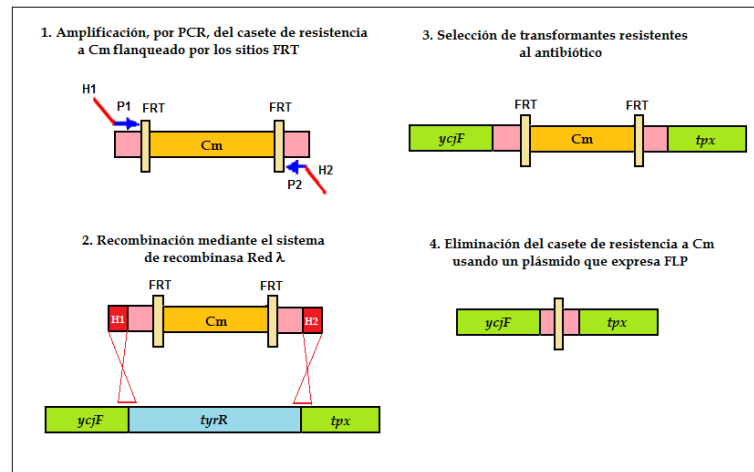 1. Amplificación, por PCR, del casete de resistencia
a Cm flanqueado por los sitios FRT
H1
P1
FRT
FRT
Cm
P2
H2
2. Recombinación mediante el sistema
de recombinasa Red λ
FRT
FRT
H1
Cm
H2
ycjF
tyrR
tpx
3. Selección de transformantes resistentes
al antibiótico
FRT
FRT
ycjF
Cm
tpx
4. Eliminación del casete de resistencia a Cm
usando un plásmido que expresa FLP
ycjF
tpx